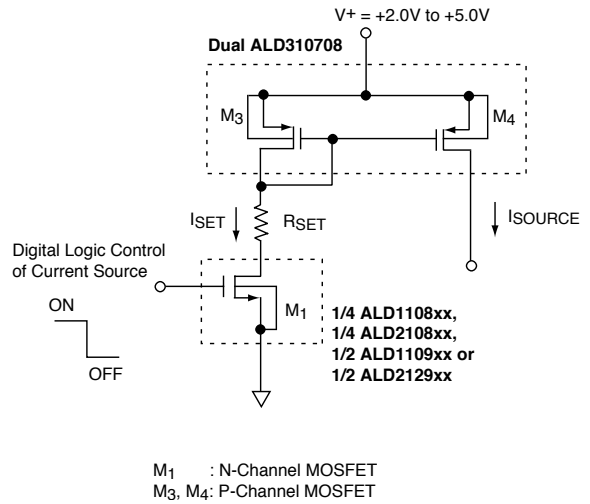 V+ = +2.0V to +5.0V
Dual ALD310708
M3
M4
ISET
RSET
ISOURCE
Digital Logic Control
of Current Source
ON
OFF
M1
1/4 ALD1108xx,
1/4 ALD2108xx,
1/2 ALD1109xx or
1/2 ALD2129xx
M1 : N-Channel MOSFET
M3, M4: P-Channel MOSFET